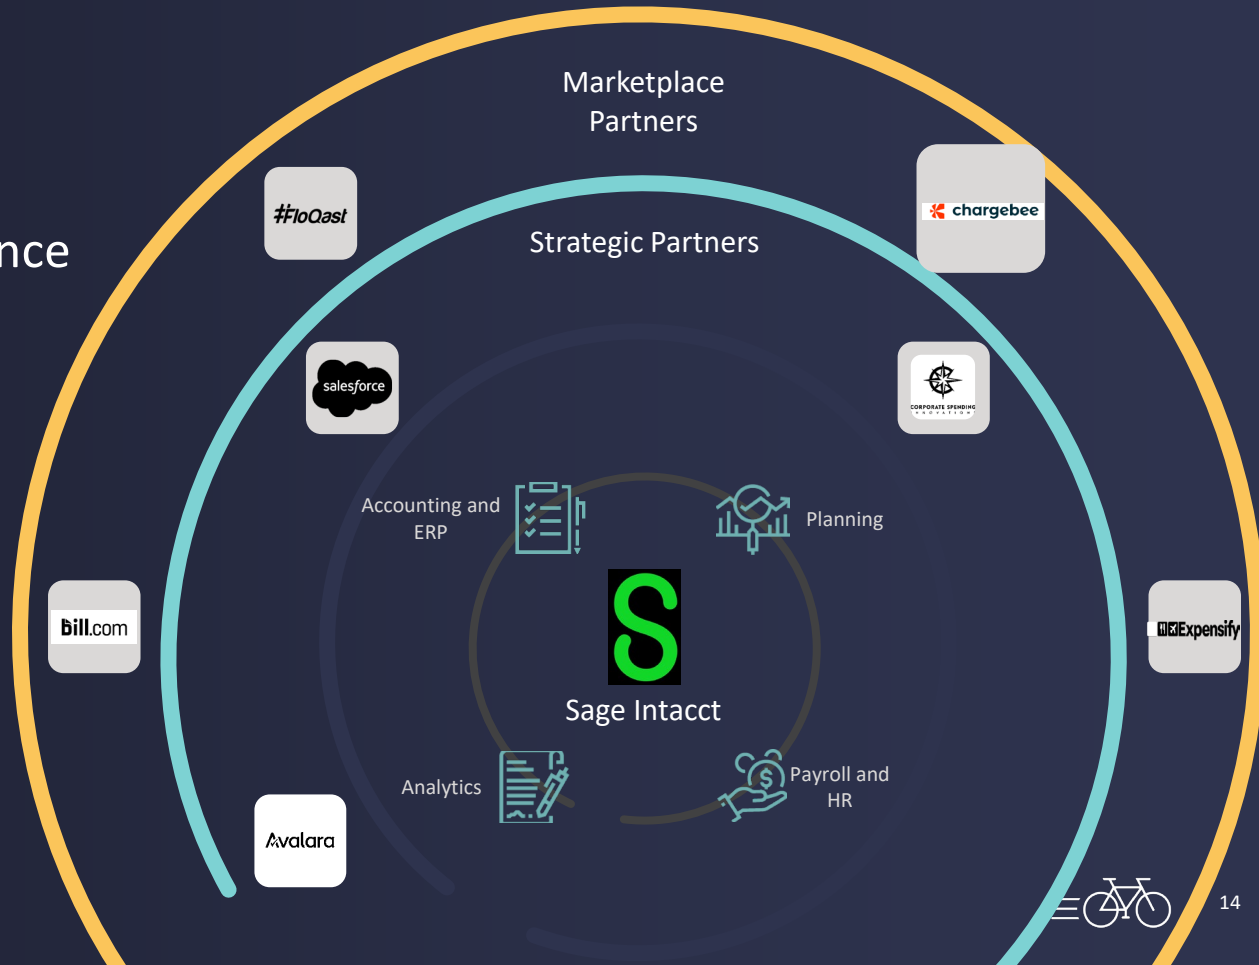 Marketplace
Partners
#FloQast
chargebee
nce
Strategic Partners
salesforce
CORPORATE SPENDING
INNOVATION
Accounting and
ERP
Planning
bill.com
Expensify
Sage Intacct
Analytics
Payroll and
HR
Avalara
14